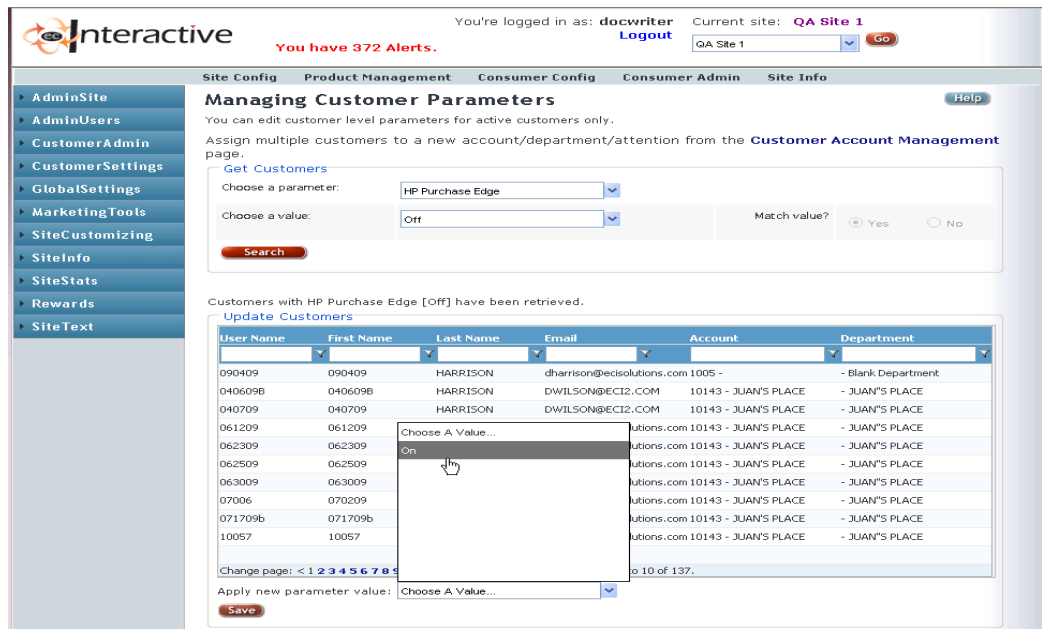 ec Interactive
You're logged in as: docwriter
Logout
Current site: QA Site 1
You have 372 Alerts.
QA Site 1
Go
Site Config Product Management Consumer Config Consumer Admin Site Info
AdminSite
AdminUsers
CustomerAdmin
CustomerSettings
GlobalSettings
MarketingTools
SiteCustomizing
SiteInfo
SiteStats
Rewards
SiteText
Managing Customer Parameters
Help
You can edit customer level parameters for active customers only.
Assign multiple customers to a new account/department/attention from the Customer Account Management
page.
Get Customers
Choose a parameter: HP Purchase Edge
Choose a value: Off Match value? Yes No
Search
Customers with HP Purchase Edge [Off] have been retrieved.
Update Customers
User Name First Name Last Name Email Account Department
090409 090409 HARRISON dharrison@ecisolutions.com 1005 - - Blank Department
040609B 040609B HARRISON DWILSON@ECI2.COM 10143 - JUAN'S PLACE - JUAN"S PLACE
040709 040709 HARRISON DWILSON@ECI2.COM 10143 - JUAN'S PLACE - JUAN"S PLACE
061209 061209 lutions.com 10143 - JUAN'S PLACE - JUAN"S PLACE
062309 062309 lutions.com 10143 - JUAN'S PLACE - JUAN"S PLACE
062509 062509 lutions.com 10143 - JUAN'S PLACE - JUAN"S PLACE
063009 063009 lutions.com 10143 - JUAN'S PLACE - JUAN"S PLACE
07006 070209 lutions.com 10143 - JUAN'S PLACE - JUAN"S PLACE
071709b 071709b lutions.com 10143 - JUAN'S PLACE - JUAN"S PLACE
10057 10057 lutions.com 10143 - JUAN'S PLACE - JUAN"S PLACE
Choose A Value...
On
Change page: < 1 2 3 4 5 6 7 8 9 to 10 of 137.
Apply new parameter value: Choose A Value...
Save